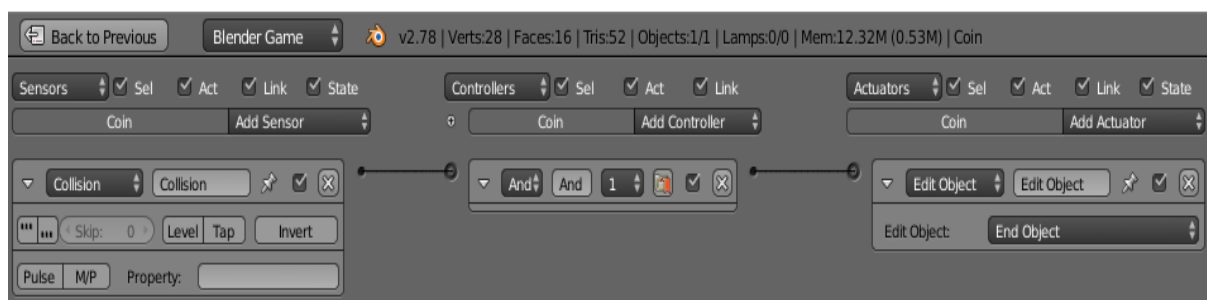 Back to Previous Blender Game v2.78 | Verts:28 | Faces:16 | Tris:52 | Objects:1/1 | Lamps:0/0 | Mem:12.32M (0.53M) | Coin
Sensors Sel Act Link State Controllers Sel Act Link Actuators Sel Act Link State
Coin Add Sensor Coin Add Controller Coin Add Actuator
Collision Collision And And 1 Edit Object Edit Object
Skip: 0 Level Tap Invert Edit Object: End Object
Pulse M/P Property: